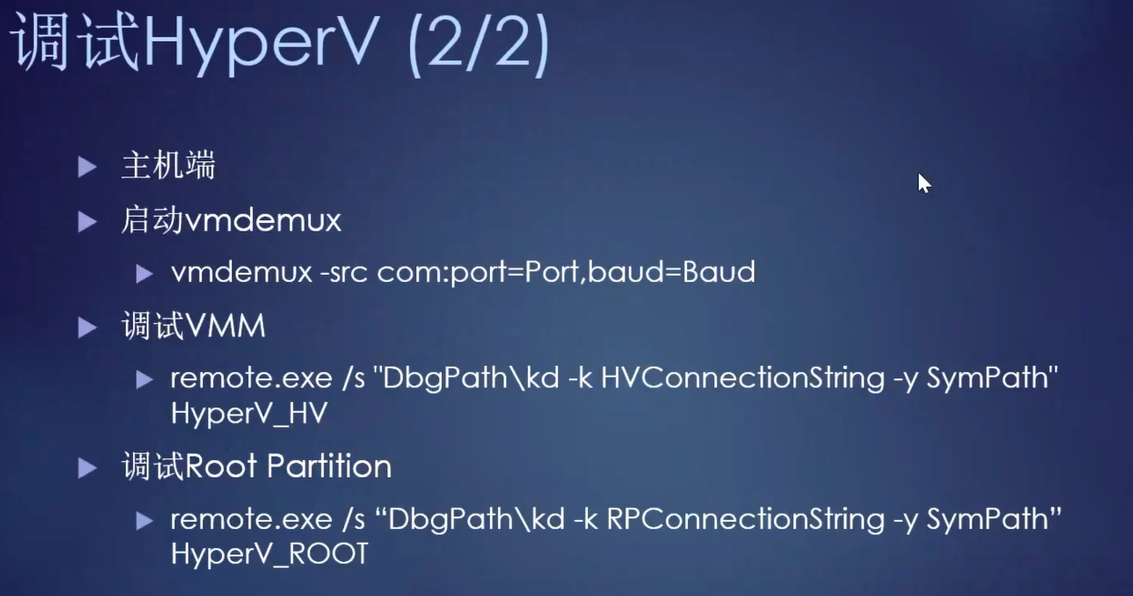 调试HyperV (2/2)
主机端
启动vmdemux
vmdemux -src com:port=Port,baud=Baud
调试VMM
remote.exe /s "DbgPath\kd -k HVConnectionString -y SymPath"
HyperV_HV
调试Root Partition
remote.exe /s “DbgPath\kd -k RPConnectionString -y SymPath”
HyperV_ROOT